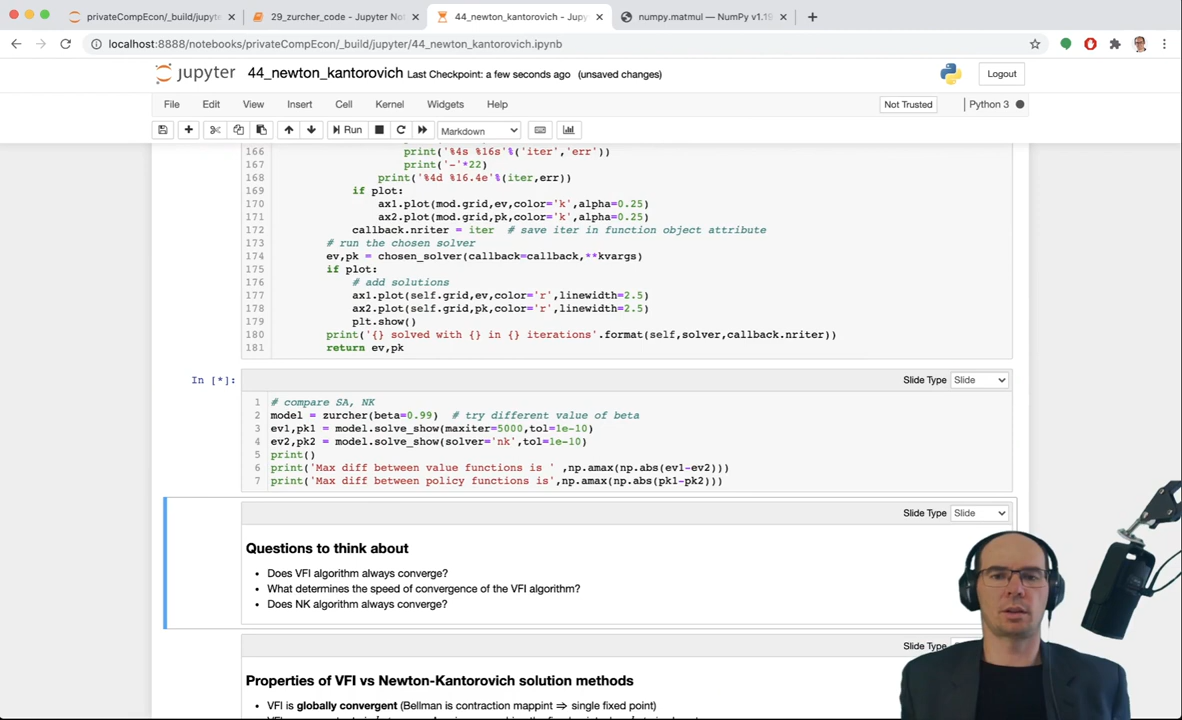 privateCompEcon/_build/jupyte
29_zurcher_code - Jupyter No
44_newton_kantorovich - Jupy
numpy.matmul — NumPy v1.19
localhost:8888/notebooks/privateCompEcon/_build/jupyter/44_newton_kantorovich.ipynb
jupyter 44_newton_kantorovich Last Checkpoint: a few seconds ago (unsaved changes)
Logout
File Edit View Insert Cell Kernel Widgets Help
Not Trusted
Python 3
Run
Markdown
166 print('%4s %16s'%('iter','err'))
167 print('-'*22)
168 print('%4d %16.4e'%(iter,err))
169 if plot:
170 ax1.plot(mod.grid,ev,color='k',alpha=0.25)
171 ax2.plot(mod.grid,pk,color='k',alpha=0.25)
172 callback.nriter = iter # save iter in function object attribute
173 # run the chosen solver
174 ev,pk = chosen_solver(callback=callback,**kvargs)
175 if plot:
176 # add solutions
177 ax1.plot(self.grid,ev,color='r',linewidth=2.5)
178 ax2.plot(self.grid,pk,color='r',linewidth=2.5)
179 plt.show()
180 print('{} solved with {} in {} iterations'.format(self,solver,callback.nriter))
181 return ev,pk
In [*]:
Slide Type Slide
1 # compare SA, NK
2 model = zurcher(beta=0.99) # try different value of beta
3 ev1,pk1 = model.solve_show(maxiter=5000,tol=1e-10)
4 ev2,pk2 = model.solve_show(solver='nk',tol=1e-10)
5 print()
6 print('Max diff between value functions is ' ,np.amax(np.abs(ev1-ev2)))
7 print('Max diff between policy functions is',np.amax(np.abs(pk1-pk2)))
Slide Type Slide
Questions to think about
• Does VFI algorithm always converge?
• What determines the speed of convergence of the VFI algorithm?
• Does NK algorithm always converge?
Slide Type
Properties of VFI vs Newton-Kantorovich solution methods
• VFI is globally convergent (Bellman is contraction mappint ⇒ single fixed point)